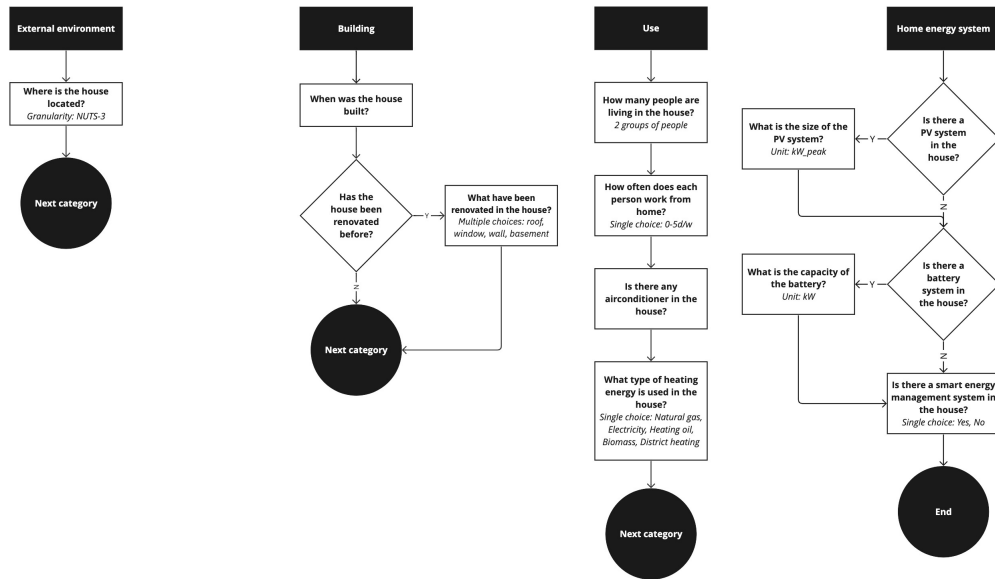 External environment
Where is the house
located?
Granularity: NUTS-3
Next category
Building
When was the house
built?
Has the
house been
renovated
before?
Y
What have been
renovated in the house?
Multiple choices: roof,
window, wall, basement
N
Next category
Use
How many people are
living in the house?
2 groups of people
How often does each
person work from
home?
Single choice: 0-5d/w
Is there any
airconditioner in the
house?
What type of heating
energy is used in the
house?
Single choice: Natural gas,
Electricity, Heating oil,
Biomass, District heating
Next category
Home energy system
Is there a
PV system
in the
house?
Y
What is the size of the
PV system?
Unit: kW_peak
N
Is there a
battery
system in
the house?
Y
What is the capacity of
the battery?
Unit: kW
N
Is there a smart energy
management system in
the house?
Single choice: Yes, No
End